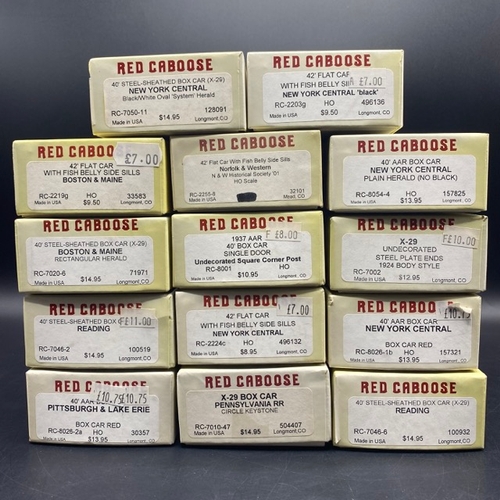 RED CABOOSE
40' STEEL-SHEATHED BOX CAR (X-29)
NEW YORK CENTRAL
Black/White Oval 'System' Herald
RC-7050-11 128091
Made in USA $14.95 Longmont, CO
RED CABOOSE
42' FLAT CAR
WITH FISH BELLY SILLS
£7.00
NEW YORK CENTRAL 'black'
RC-2203g HO 496136
Made in USA $9.50 Longmont, CO
RED CABOOSE
£7.00
42' FLAT CAR
WITH FISH BELLY SIDE SILLS
BOSTON & MAINE
RC-2219g HO 33583
Made in USA $9.50 Longmont, CO
RED CABOOSE
42' Flat Car With Fish Belly Side Sills
Norfolk & Western
N & W Historical Society '01
HO Scale
RC-2255-8 32101
Made in USA Mead, CO
RED CABOOSE
40' AAR BOX CAR
NEW YORK CENTRAL
PLAIN HERALD (NO BLACK)
RC-8054-4 157825
Made in USA $13.95 Longmont, CO
RED CABOOSE
40' STEEL-SHEATHED BOX CAR (X-29)
BOSTON & MAINE
RECTANGULAR HERALD
RC-7020-6 71971
Made in USA $14.95 Longmont, CO
RED CABOOSE
1937 AAR
F £8.00
40' BOX CAR
SINGLE DOOR
Undecorated Square Corner Post
RC-8001 HO
Made in USA $10.95 Longmont, CO
RED CABOOSE
X-29
F£10.00
UNDECORATED
STEEL PLATE ENDS
1924 BODY STYLE
RC-7002
Made in USA $12.95 Longmont, CO
RED CABOOSE
40' STEEL-SHEATHED BOX
F£11.00
READING
RC-7046-2 100519
Made in USA $14.95 Longmont, CO
RED CABOOSE
42' FLAT CAR
£7.00
WITH FISH BELLY SIDE SILLS
NEW YORK CENTRAL
RC-2224c HO 496132
Made in USA $8.95 Longmont, CO
RED CABOOSE
£10.75
40' AAR BOX CAR
NEW YORK CENTRAL
BOX CAR RED
RC-8026-1b HO 157321
Made in USA $13.95 Longmont, CO
RED CABOOSE
£10.75 £10.75
40' AAR
PITTSBURGH & LAKE ERIE
BOX CAR RED
RC-8026-2a HO 30357
Made in USA $13.95 Longmont, CO
RED CABOOSE
X-29 BOX CAR
PENNSYLVANIA RR
CIRCLE KEYSTONE
RC-7010-47 504407
Made in USA $14.95 Longmont, CO
RED CABOOSE
40' STEEL-SHEATHED BOX CAR (X-29)
READING
RC-7046-6 100932
Made in USA $14.95 Longmont, CO